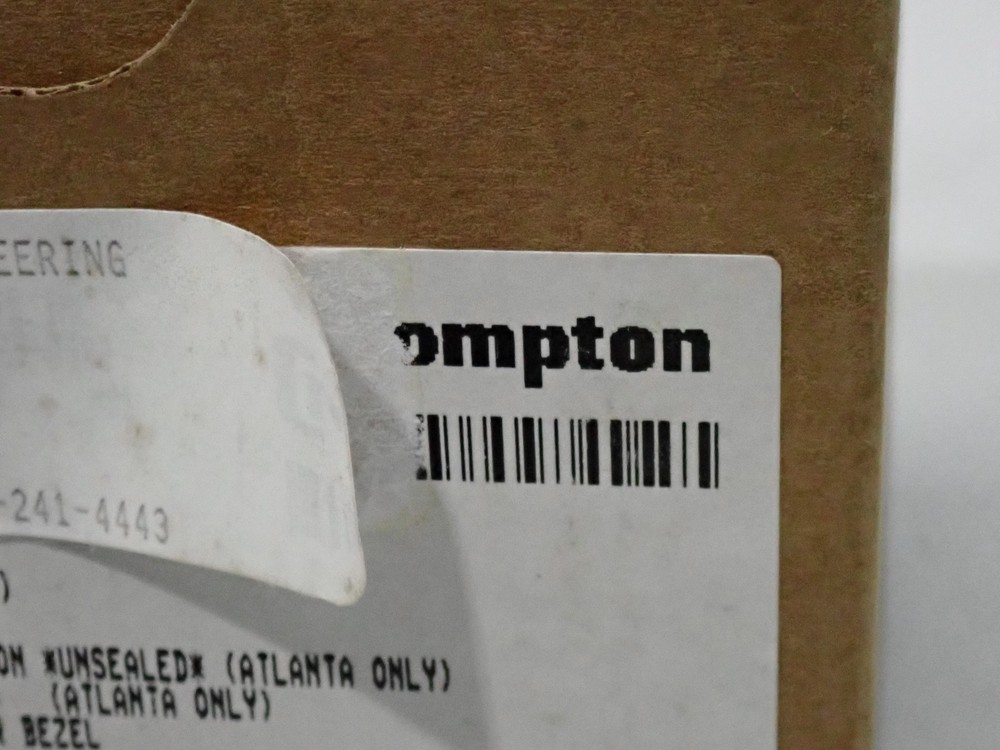 EERING
ompton
-241-4443
)
ON *UNSEALED* (ATLANTA ONLY)
(ATLANTA ONLY)
BEZEL